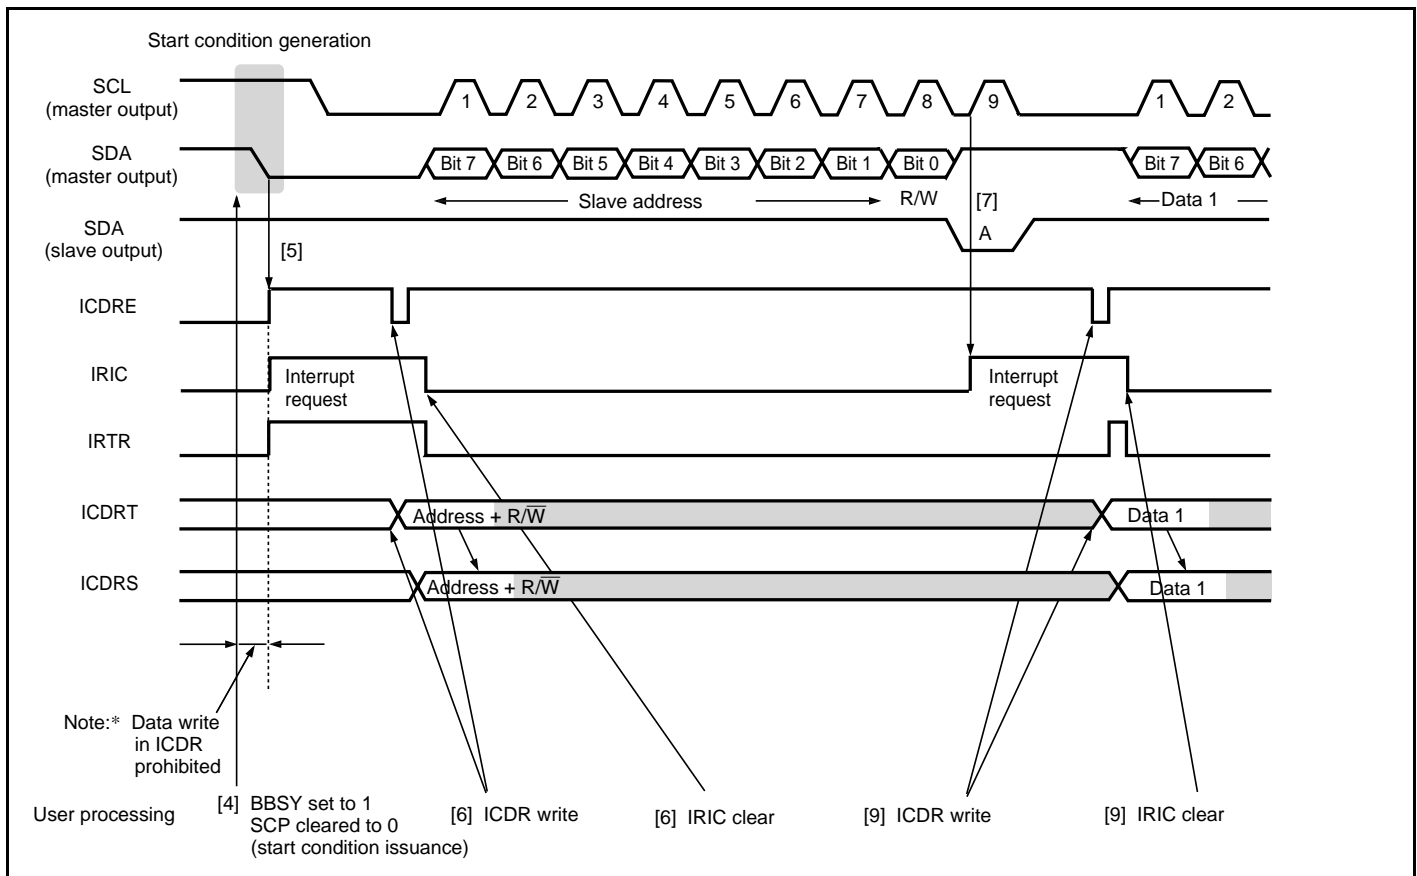 Start condition generation
SCL
(master output)
1 2 3 4 5 6 7 8 9 1 2
SDA
(master output)
Bit 7 Bit 6 Bit 5 Bit 4 Bit 3 Bit 2 Bit 1 Bit 0 Bit 7 Bit 6
Slave address R/W [7] Data 1
SDA
(slave output)
A
[5]
ICDRE
IRIC
Interrupt
request
Interrupt
request
IRTR
ICDRT
Address + R/W̅
Data 1
ICDRS
Address + R/W̅
Data 1
Note:* Data write
in ICDR
prohibited
User processing
[4] BBSY set to 1
SCP cleared to 0
(start condition issuance)
[6] ICDR write
[6] IRIC clear
[9] ICDR write
[9] IRIC clear